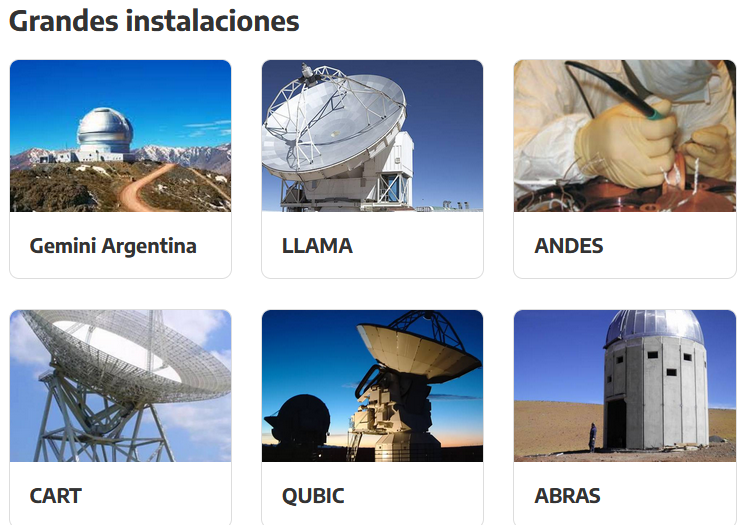 Grandes instalaciones
Gemini Argentina
LLAMA
ANDES
CART
QUBIC
ABRAS